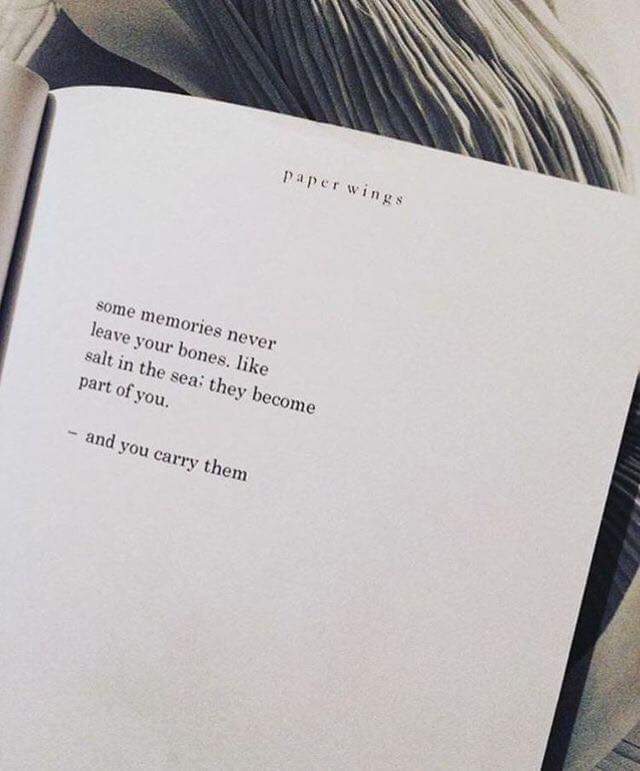 paper wings
some memories never
leave your bones. like
salt in the sea; they become
part of you.
– and you carry them